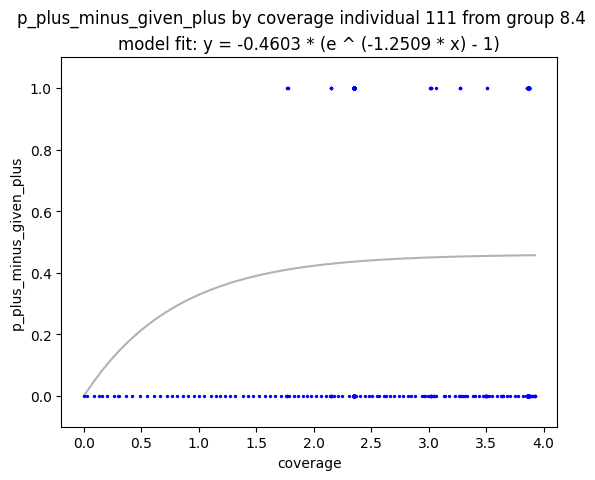 p_plus_minus_given_plus by coverage individual 111 from group 8.4
model fit: y = -0.4603 * (e ^ (-1.2509 * x) - 1)
1.0
0.8
0.6
0.4
0.2
0.0
p_plus_minus_given_plus
0.0 0.5 1.0 1.5 2.0 2.5 3.0 3.5 4.0
coverage